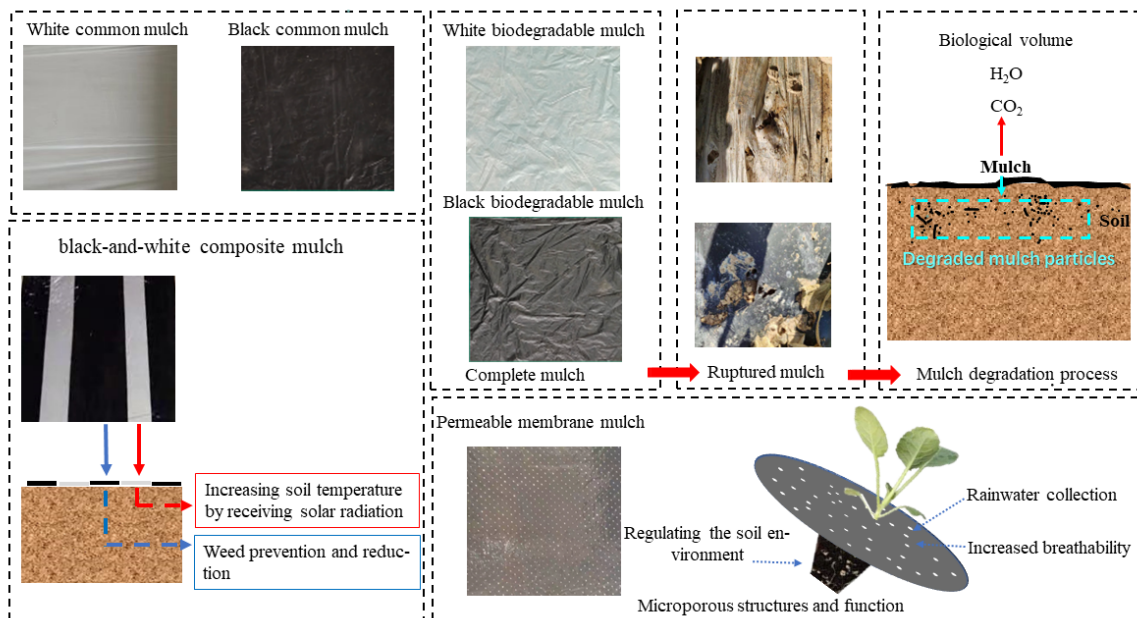 White common mulch
Black common mulch
black-and-white composite mulch
Increasing soil temperature
by receiving solar radiation
Weed prevention and reduc-
tion
White biodegradable mulch
Black biodegradable mulch
Complete mulch
Ruptured mulch
Biological volume
H₂O
CO₂
Mulch
Soil
Degraded mulch particles
Mulch degradation process
Permeable membrane mulch
Rainwater collection
Increased breathability
Regulating the soil en-
vironment
Microporous structures and function